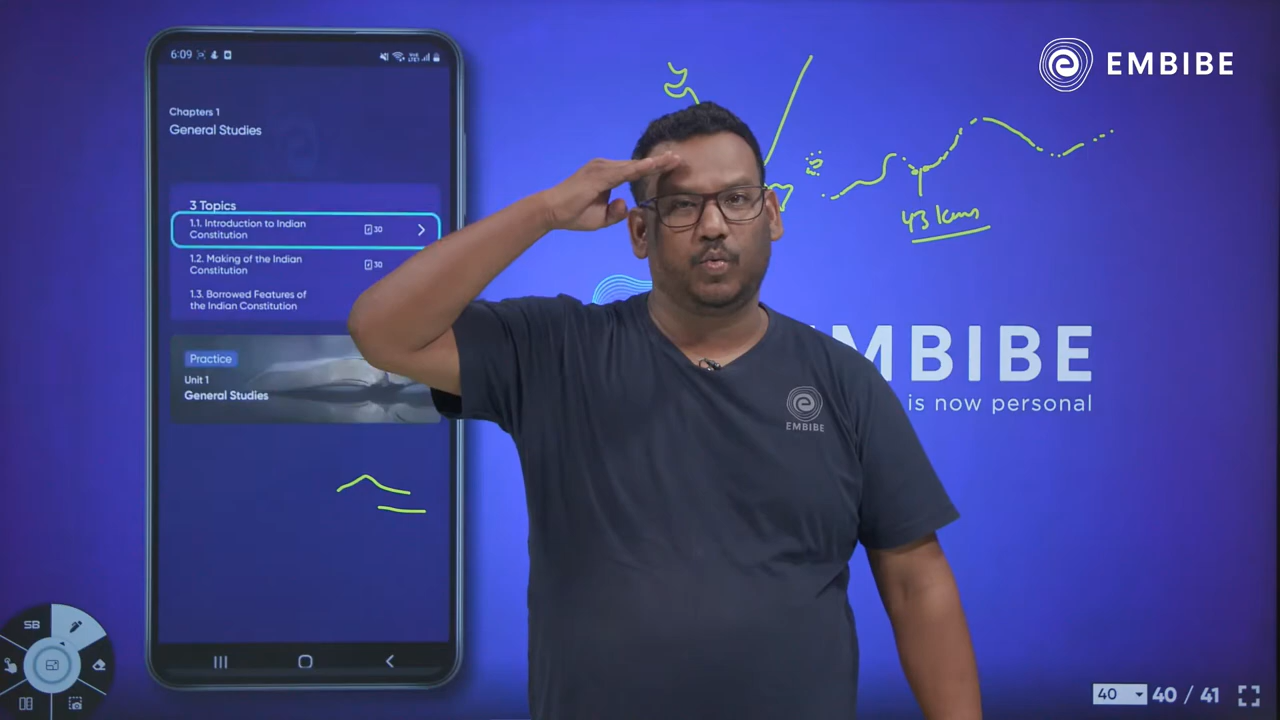 6:09
EMBIBE
Chapters 1
General Studies
3 Topics
1.1. Introduction to Indian
Constitution
30
1.2. Making of the Indian
Constitution
30
1.3. Borrowed Features of
the Indian Constitution
Practice
Unit 1
General Studies
43 kms
MBIBE
is now personal
EMBIBE
SB
40
40 / 41